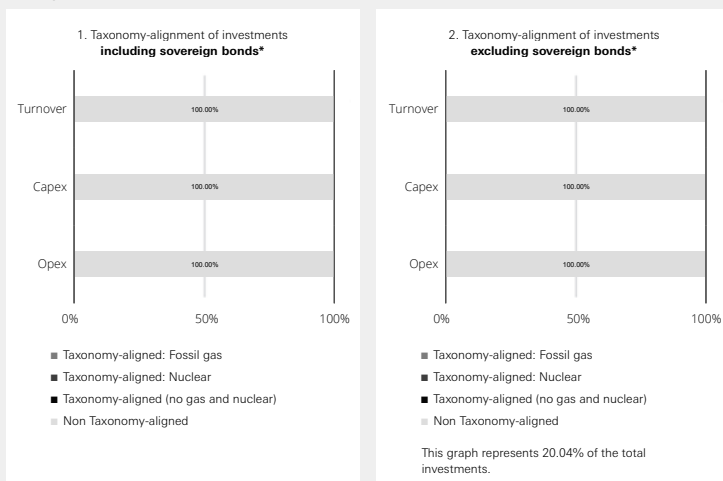 1. Taxonomy-alignment of investments
including sovereign bonds*
Turnover
100.00%
Capex
100.00%
Opex
100.00%
0%
50%
100%
■ Taxonomy-aligned: Fossil gas
■ Taxonomy-aligned: Nuclear
■ Taxonomy-aligned (no gas and nuclear)
■ Non Taxonomy-aligned
2. Taxonomy-alignment of investments
excluding sovereign bonds*
Turnover
100.00%
Capex
100.00%
Opex
100.00%
0%
50%
100%
■ Taxonomy-aligned: Fossil gas
■ Taxonomy-aligned: Nuclear
■ Taxonomy-aligned (no gas and nuclear)
■ Non Taxonomy-aligned
This graph represents 20.04% of the total
investments.